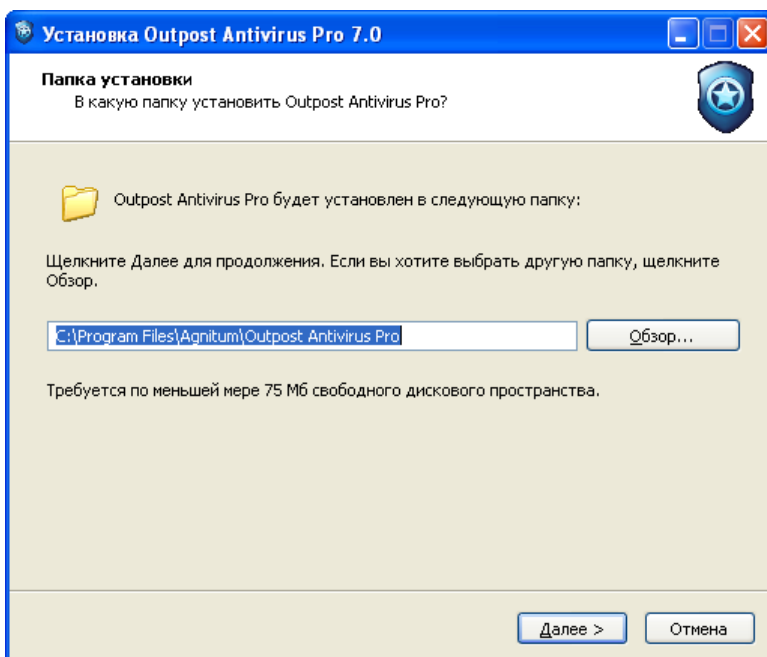 Установка Outpost Antivirus Pro 7.0
Папка установки
В какую папку установить Outpost Antivirus Pro?
Outpost Antivirus Pro будет установлен в следующую папку:
Щелкните Далее для продолжения. Если вы хотите выбрать другую папку, щелкните
Обзор.
C:\Program Files\Agnitum\Outpost Antivirus Pro
Обзор...
Требуется по меньшей мере 75 Мб свободного дискового пространства.
Далее >
Отмена